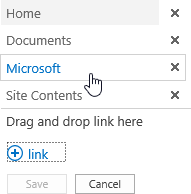 Home
Documents
Microsoft
Site Contents
Drag and drop link here
link
Save Cancel